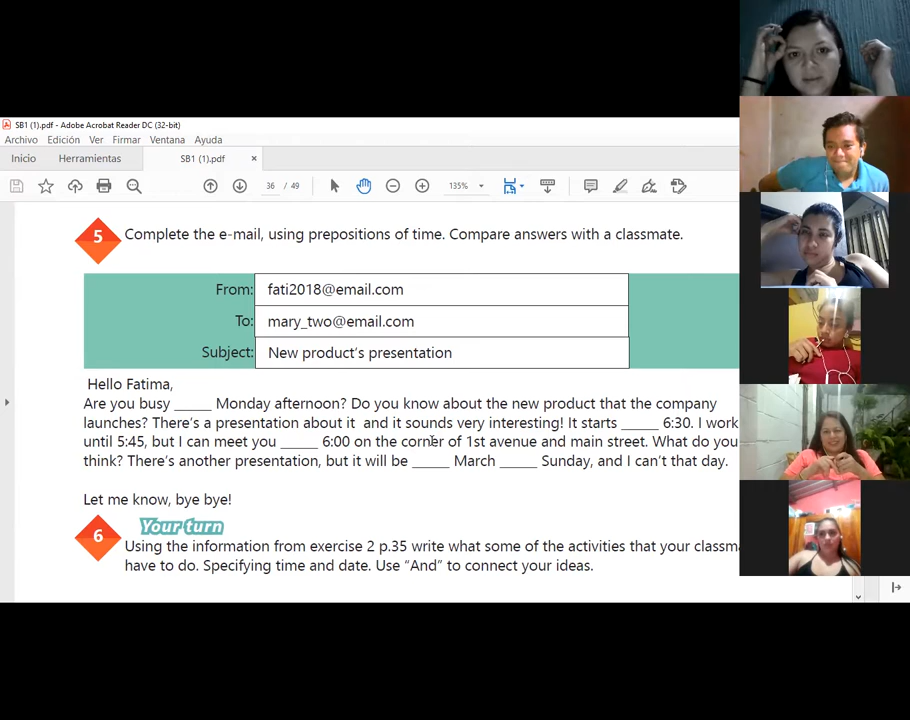 SB1 (1).pdf - Adobe Acrobat Reader DC (32-bit)
Archivo Edición Ver Firmar Ventana Ayuda
Inicio Herramientas SB1 (1).pdf ×
36 / 49 135%
5 Complete the e-mail, using prepositions of time. Compare answers with a classmate.
From: fati2018@email.com
To: mary_two@email.com
Subject: New product's presentation
Hello Fatima,
Are you busy _____ Monday afternoon? Do you know about the new product that the company
launches? There's a presentation about it and it sounds very interesting! It starts _____ 6:30. I work
until 5:45, but I can meet you _____ 6:00 on the corner of 1st avenue and main street. What do you
think? There's another presentation, but it will be _____ March _____ Sunday, and I can't that day.
Let me know, bye bye!
6 Your turn
Using the information from exercise 2 p.35 write what some of the activities that your classm
have to do. Specifying time and date. Use “And” to connect your ideas.